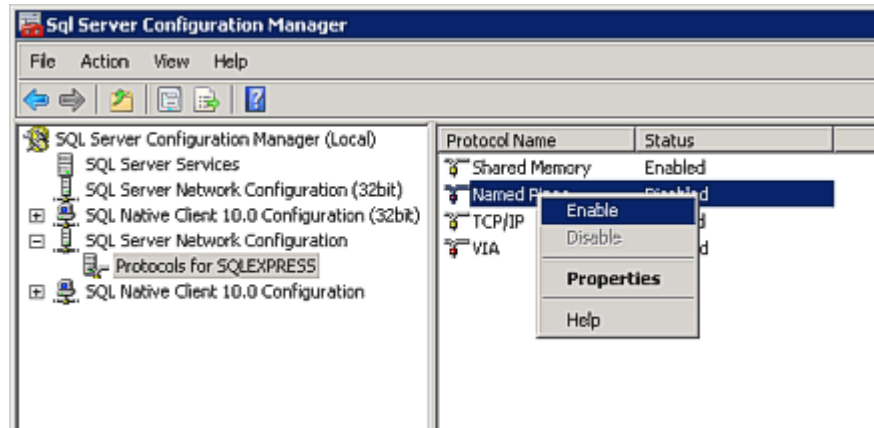 Sql Server Configuration Manager
File Action View Help
SQL Server Configuration Manager (Local)
SQL Server Services
SQL Server Network Configuration (32bit)
SQL Native Client 10.0 Configuration (32bit)
SQL Server Network Configuration
Protocols for SQLEXPRESS
SQL Native Client 10.0 Configuration
Protocol Name Status
Shared Memory Enabled
Named
TCP/IP
VIA
Enable
Disable
Properties
Help